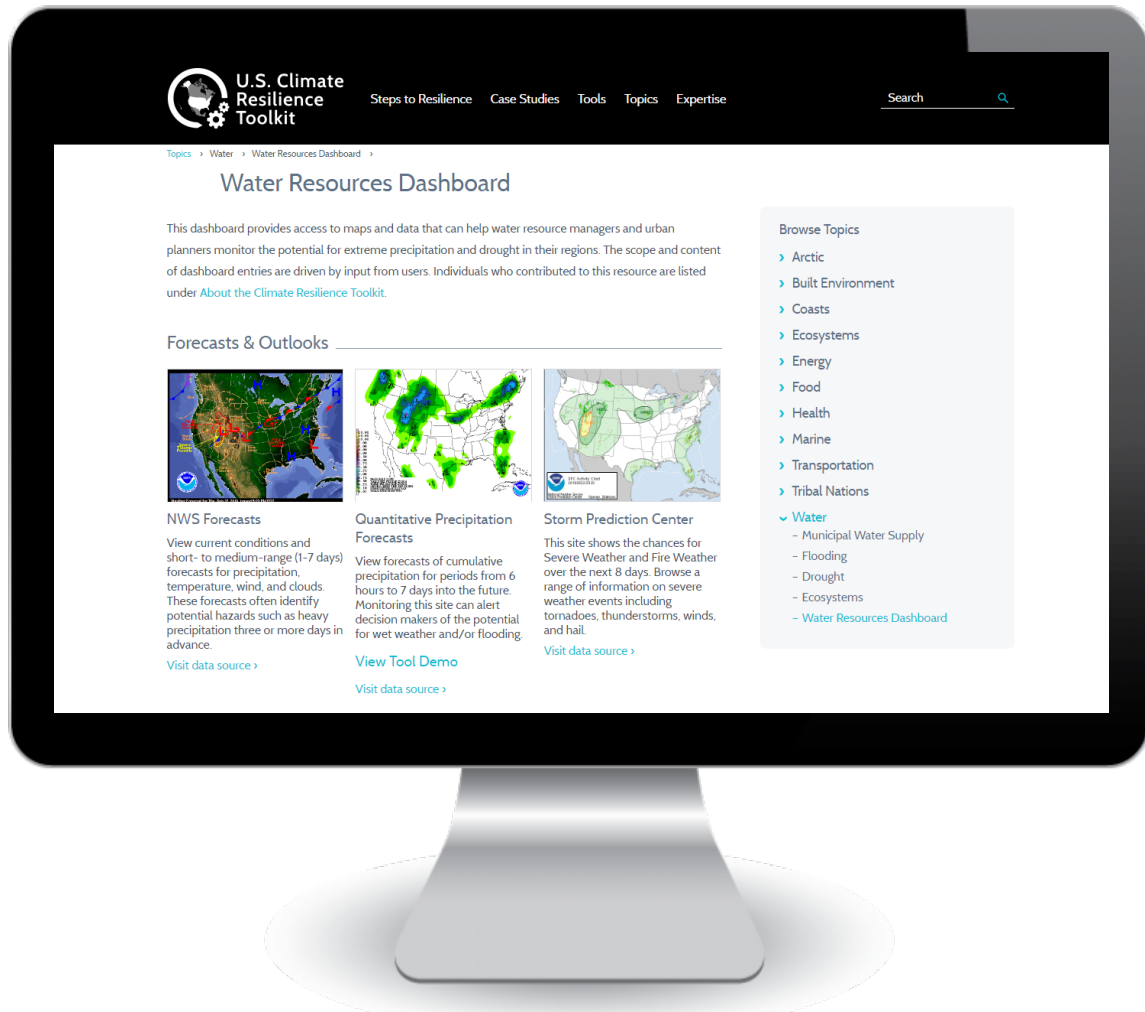 U.S. Climate
Resilience
Toolkit
Steps to Resilience Case Studies Tools Topics Expertise
Search
Topics › Water › Water Resources Dashboard ›
Water Resources Dashboard
This dashboard provides access to maps and data that can help water resource managers and urban
planners monitor the potential for extreme precipitation and drought in their regions. The scope and content
of dashboard entries are driven by input from users. Individuals who contributed to this resource are listed
under About the Climate Resilience Toolkit.
Forecasts & Outlooks
NWS Forecasts
View current conditions and
short- to medium-range (1-7 days)
forecasts for precipitation,
temperature, wind, and clouds.
These forecasts often identify
potential hazards such as heavy
precipitation three or more days in
advance.
Visit data source ›
Quantitative Precipitation
Forecasts
View forecasts of cumulative
precipitation for periods from 6
hours to 7 days into the future.
Monitoring this site can alert
decision makers of the potential
for wet weather and/or flooding.
View Tool Demo
Visit data source ›
Storm Prediction Center
This site shows the chances for
Severe Weather and Fire Weather
over the next 8 days. Browse a
range of information on severe
weather events including
tornadoes, thunderstorms, winds,
and hail.
Visit data source ›
Browse Topics
› Arctic
› Built Environment
› Coasts
› Ecosystems
› Energy
› Food
› Health
› Marine
› Transportation
› Tribal Nations
Water
– Municipal Water Supply
– Flooding
– Drought
– Ecosystems
– Water Resources Dashboard